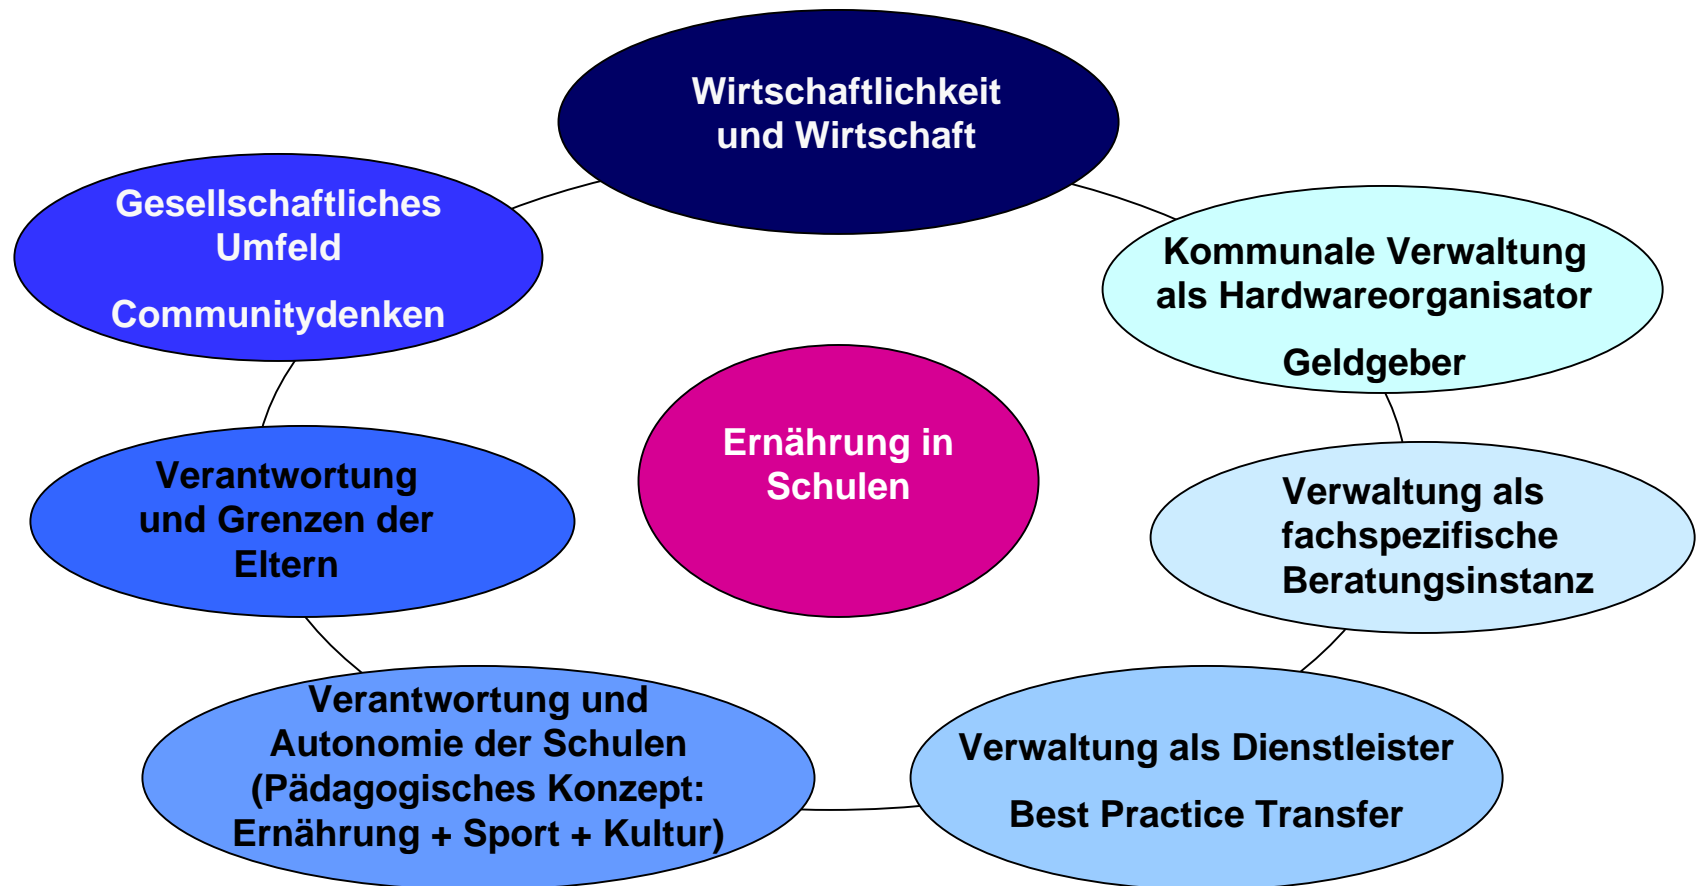 Wirtschaftlichkeit
und Wirtschaft
Gesellschaftliches
Umfeld
Communitydenken
Kommunale Verwaltung
als Hardwareorganisator
Geldgeber
Ernährung in
Schulen
Verantwortung
und Grenzen der
Eltern
Verwaltung als
fachspezifische
Beratungsinstanz
Verantwortung und
Autonomie der Schulen
(Pädagogisches Konzept:
Ernährung + Sport + Kultur)
Verwaltung als Dienstleister
Best Practice Transfer